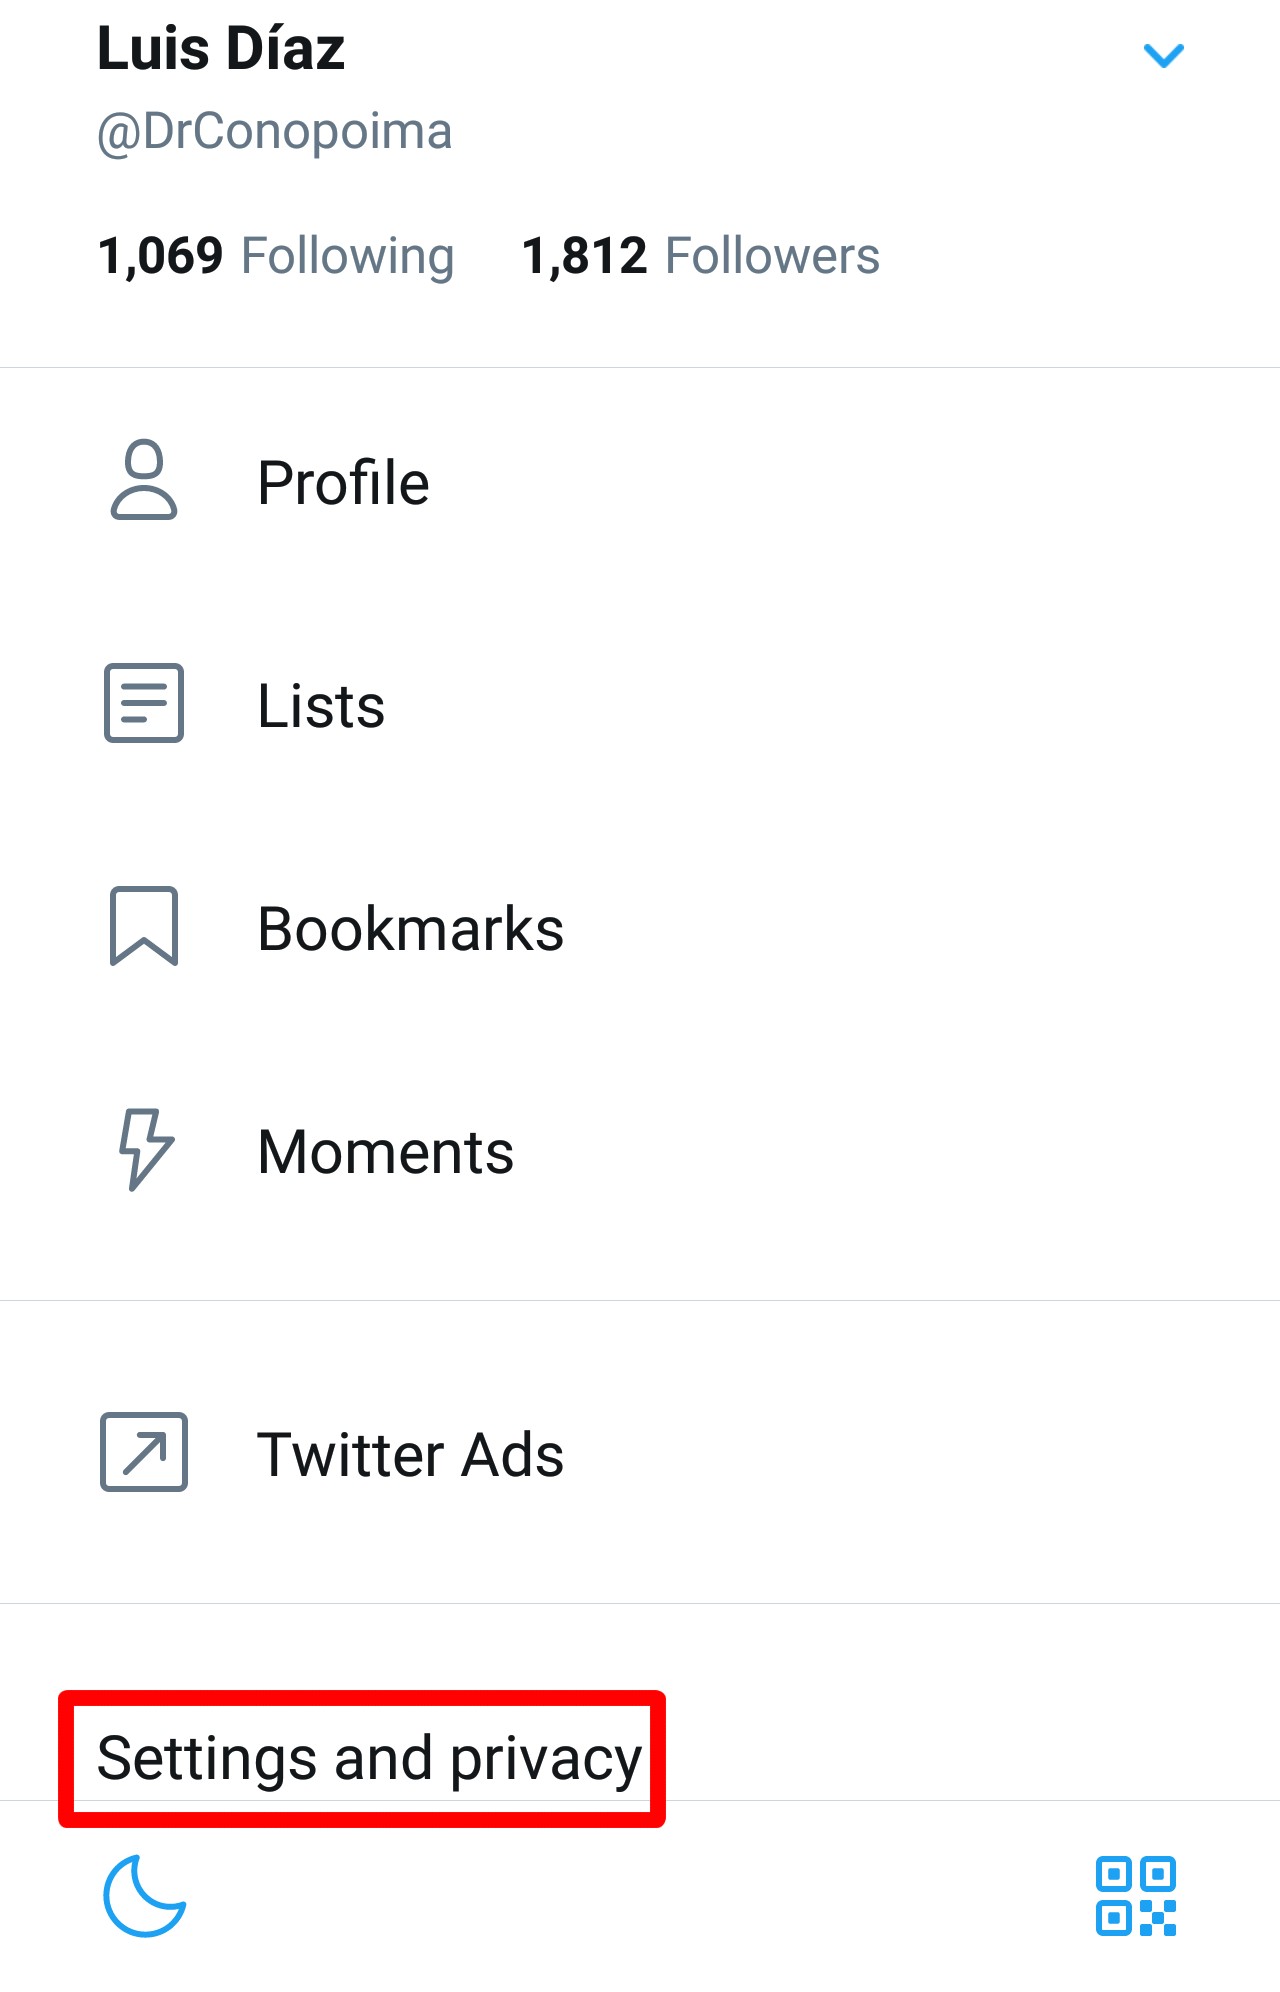 Luis Díaz
@DrConopoima
1,069 Following 1,812 Followers
Profile
Lists
Bookmarks
Moments
Twitter Ads
Settings and privacy